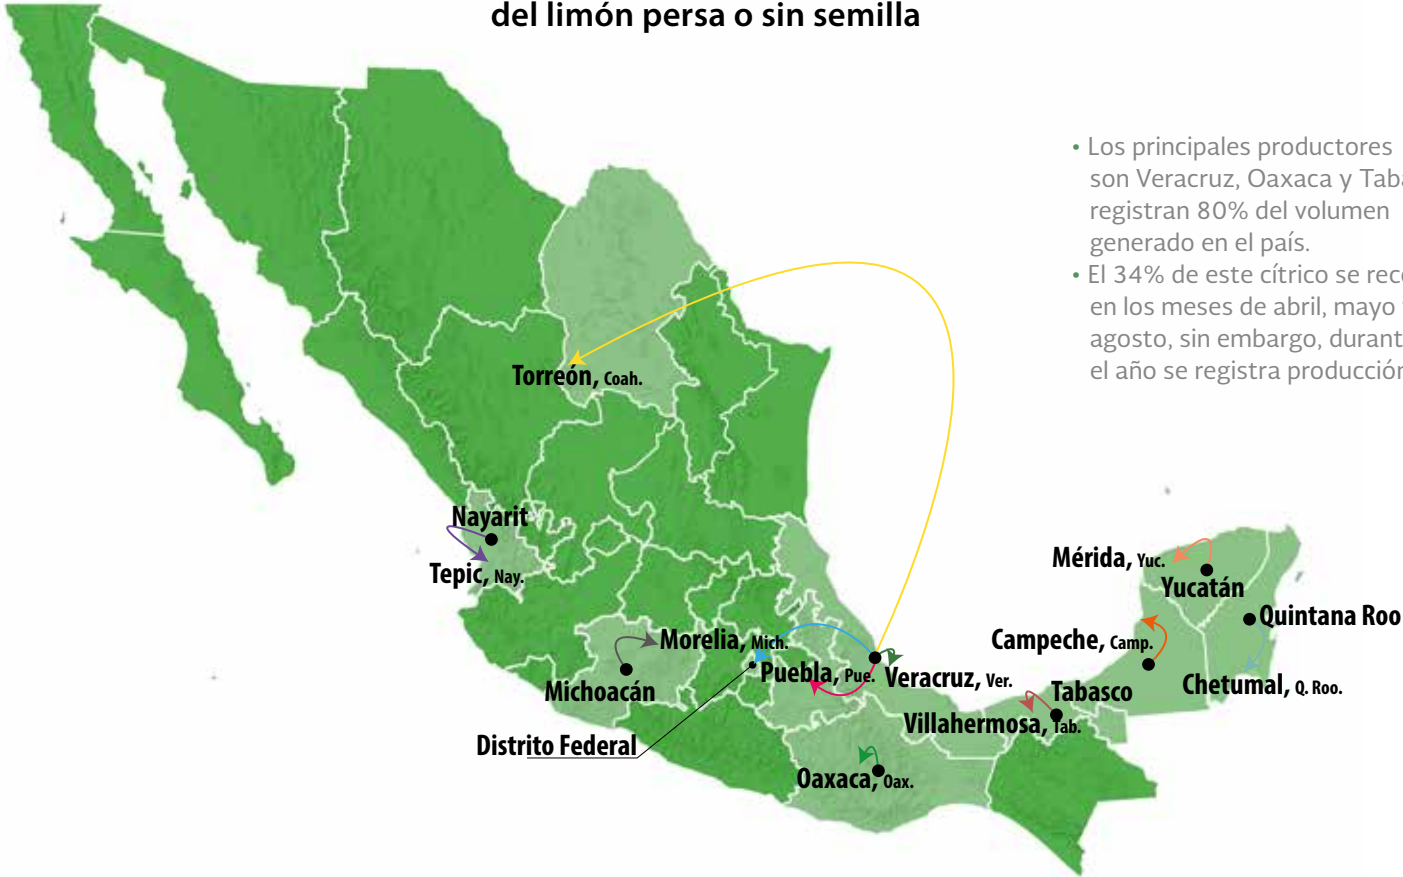 del limón persa o sin semilla
• Los principales productores
son Veracruz, Oaxaca y
registran 80% del volumen
generado en el país.
• El 34% de este cítrico se
en los meses de abril, mayo
agosto, sin embargo,
el año se registra
Torreón, Coah.
Nayarit
Tepic, Nay.
Mérida, Yuc.
Yucatán
Quintana Roo
Campeche, Camp.
Morelia, Mich.
Puebla, Pue.
Veracruz, Ver.
Michoacán
Chetumal, Q. Roo.
Tabasco
Villahermosa, Tab.
Distrito Federal
Oaxaca, Oax.